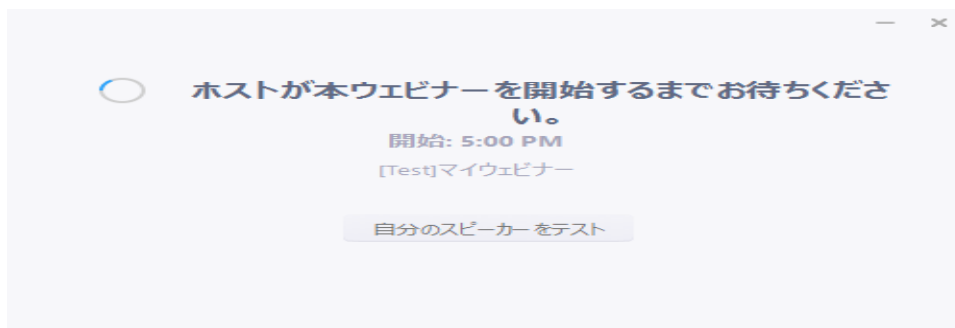 ホストが本ウェビナーを開始するまでお待ちくださ
い。
開始: 5:00 PM
[Test]マイウェビナー
自分のスピーカーをテスト